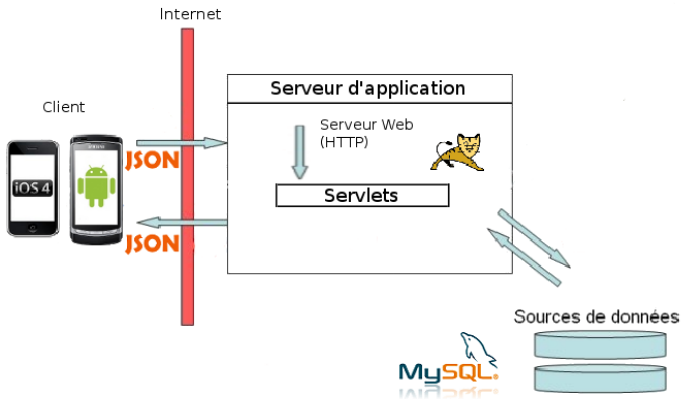 Internet
Serveur d'application
Client
Serveur Web
(HTTP)
JSON
iOS 4
Servlets
JSON
Sources de données
MySQL